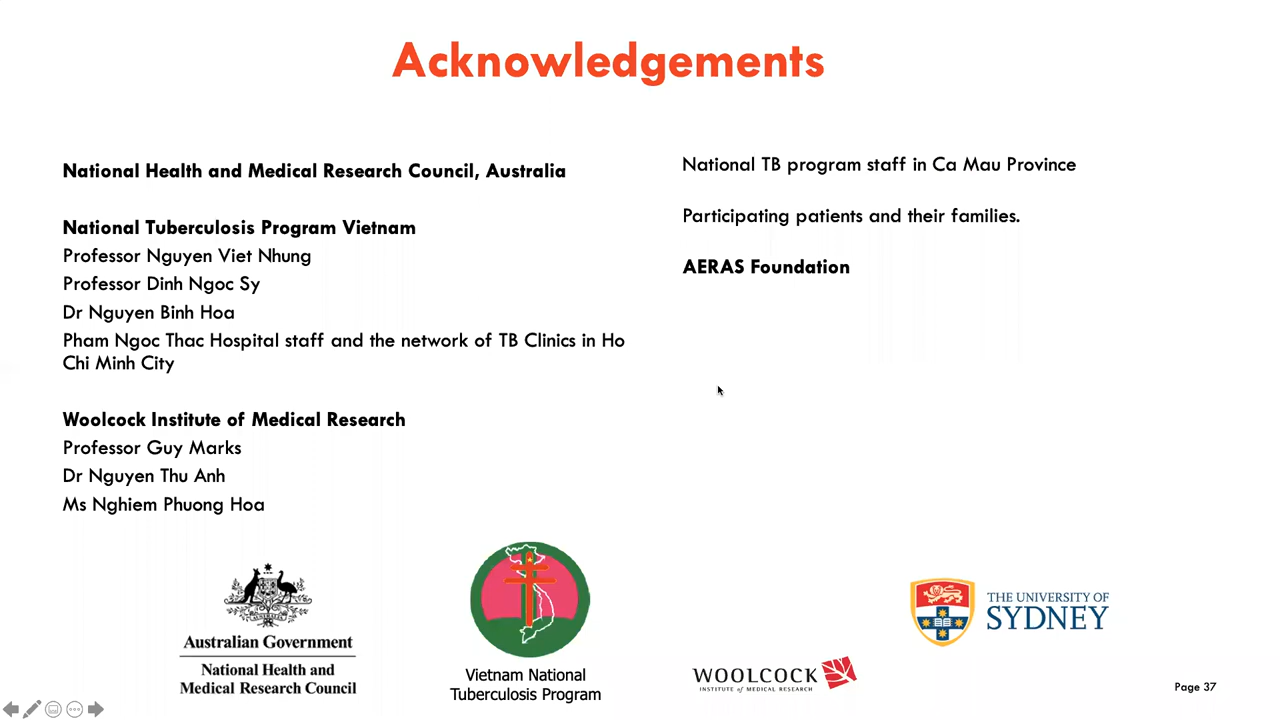 Acknowledgements
National Health and Medical Research Council, Australia
National Tuberculosis Program Vietnam
Professor Nguyen Viet Nhung
Professor Dinh Ngoc Sy
Dr Nguyen Binh Hoa
Pham Ngoc Thac Hospital staff and the network of TB Clinics in Ho
Chi Minh City
Woolcock Institute of Medical Research
Professor Guy Marks
Dr Nguyen Thu Anh
Ms Nghiem Phuong Hoa
National TB program staff in Ca Mau Province
Participating patients and their families.
AERAS Foundation
Australian Government
National Health and
Medical Research Council
Vietnam National
Tuberculosis Program
WOOLCOCK
INSTITUTE of MEDICAL RESEARCH
THE UNIVERSITY OF
SYDNEY
Page 37